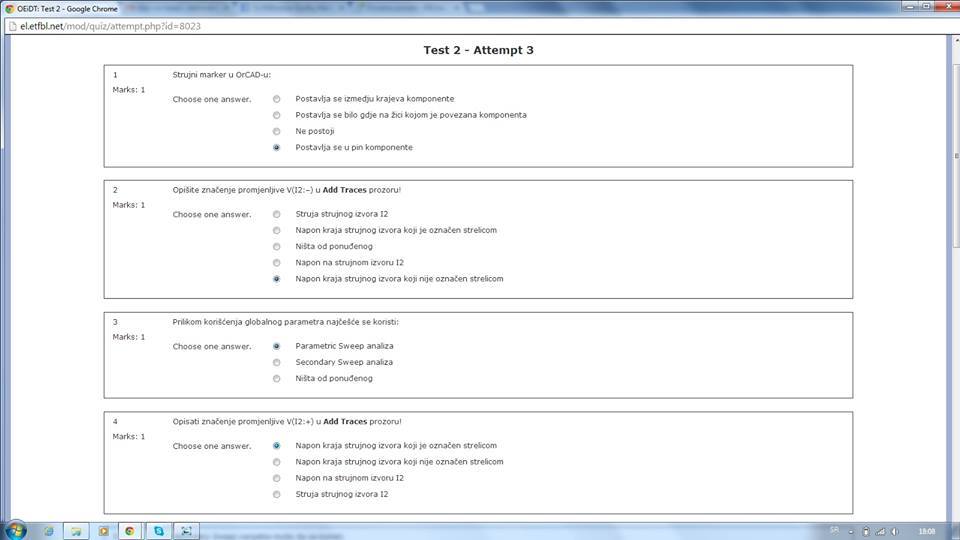 OEiDT: Test 2 - Google Chrome
el.etfbl.net/mod/quiz/attempt.php?id=8023
Test 2 - Attempt 3
1 Strujni marker u OrCAD-u:
Marks: 1
Choose one answer. Postavlja se izmedju krajeva komponente
Postavlja se bilo gdje na žici kojom je povezana komponenta
Ne postoji
Postavlja se u pin komponente
2 Opišite značenje promjenljive V(I2:−) u Add Traces prozoru!
Marks: 1
Choose one answer. Struja strujnog izvora I2
Napon kraja strujnog izvora koji je označen strelicom
Ništa od ponuđenog
Napon na strujnom izvoru I2
Napon kraja strujnog izvora koji nije označen strelicom
3 Prilikom korišćenja globalnog parametra najčešće se koristi:
Marks: 1
Choose one answer. Parametric Sweep analiza
Secondary Sweep analiza
Ništa od ponuđenog
4 Opisati značenje promjenljive V(I2:+) u Add Traces prozoru!
Marks: 1
Choose one answer. Napon kraja strujnog izvora koji je označen strelicom
Napon kraja strujnog izvora koji nije označen strelicom
Napon na strujnom izvoru I2
Struja strujnog izvora I2
SR 18:08